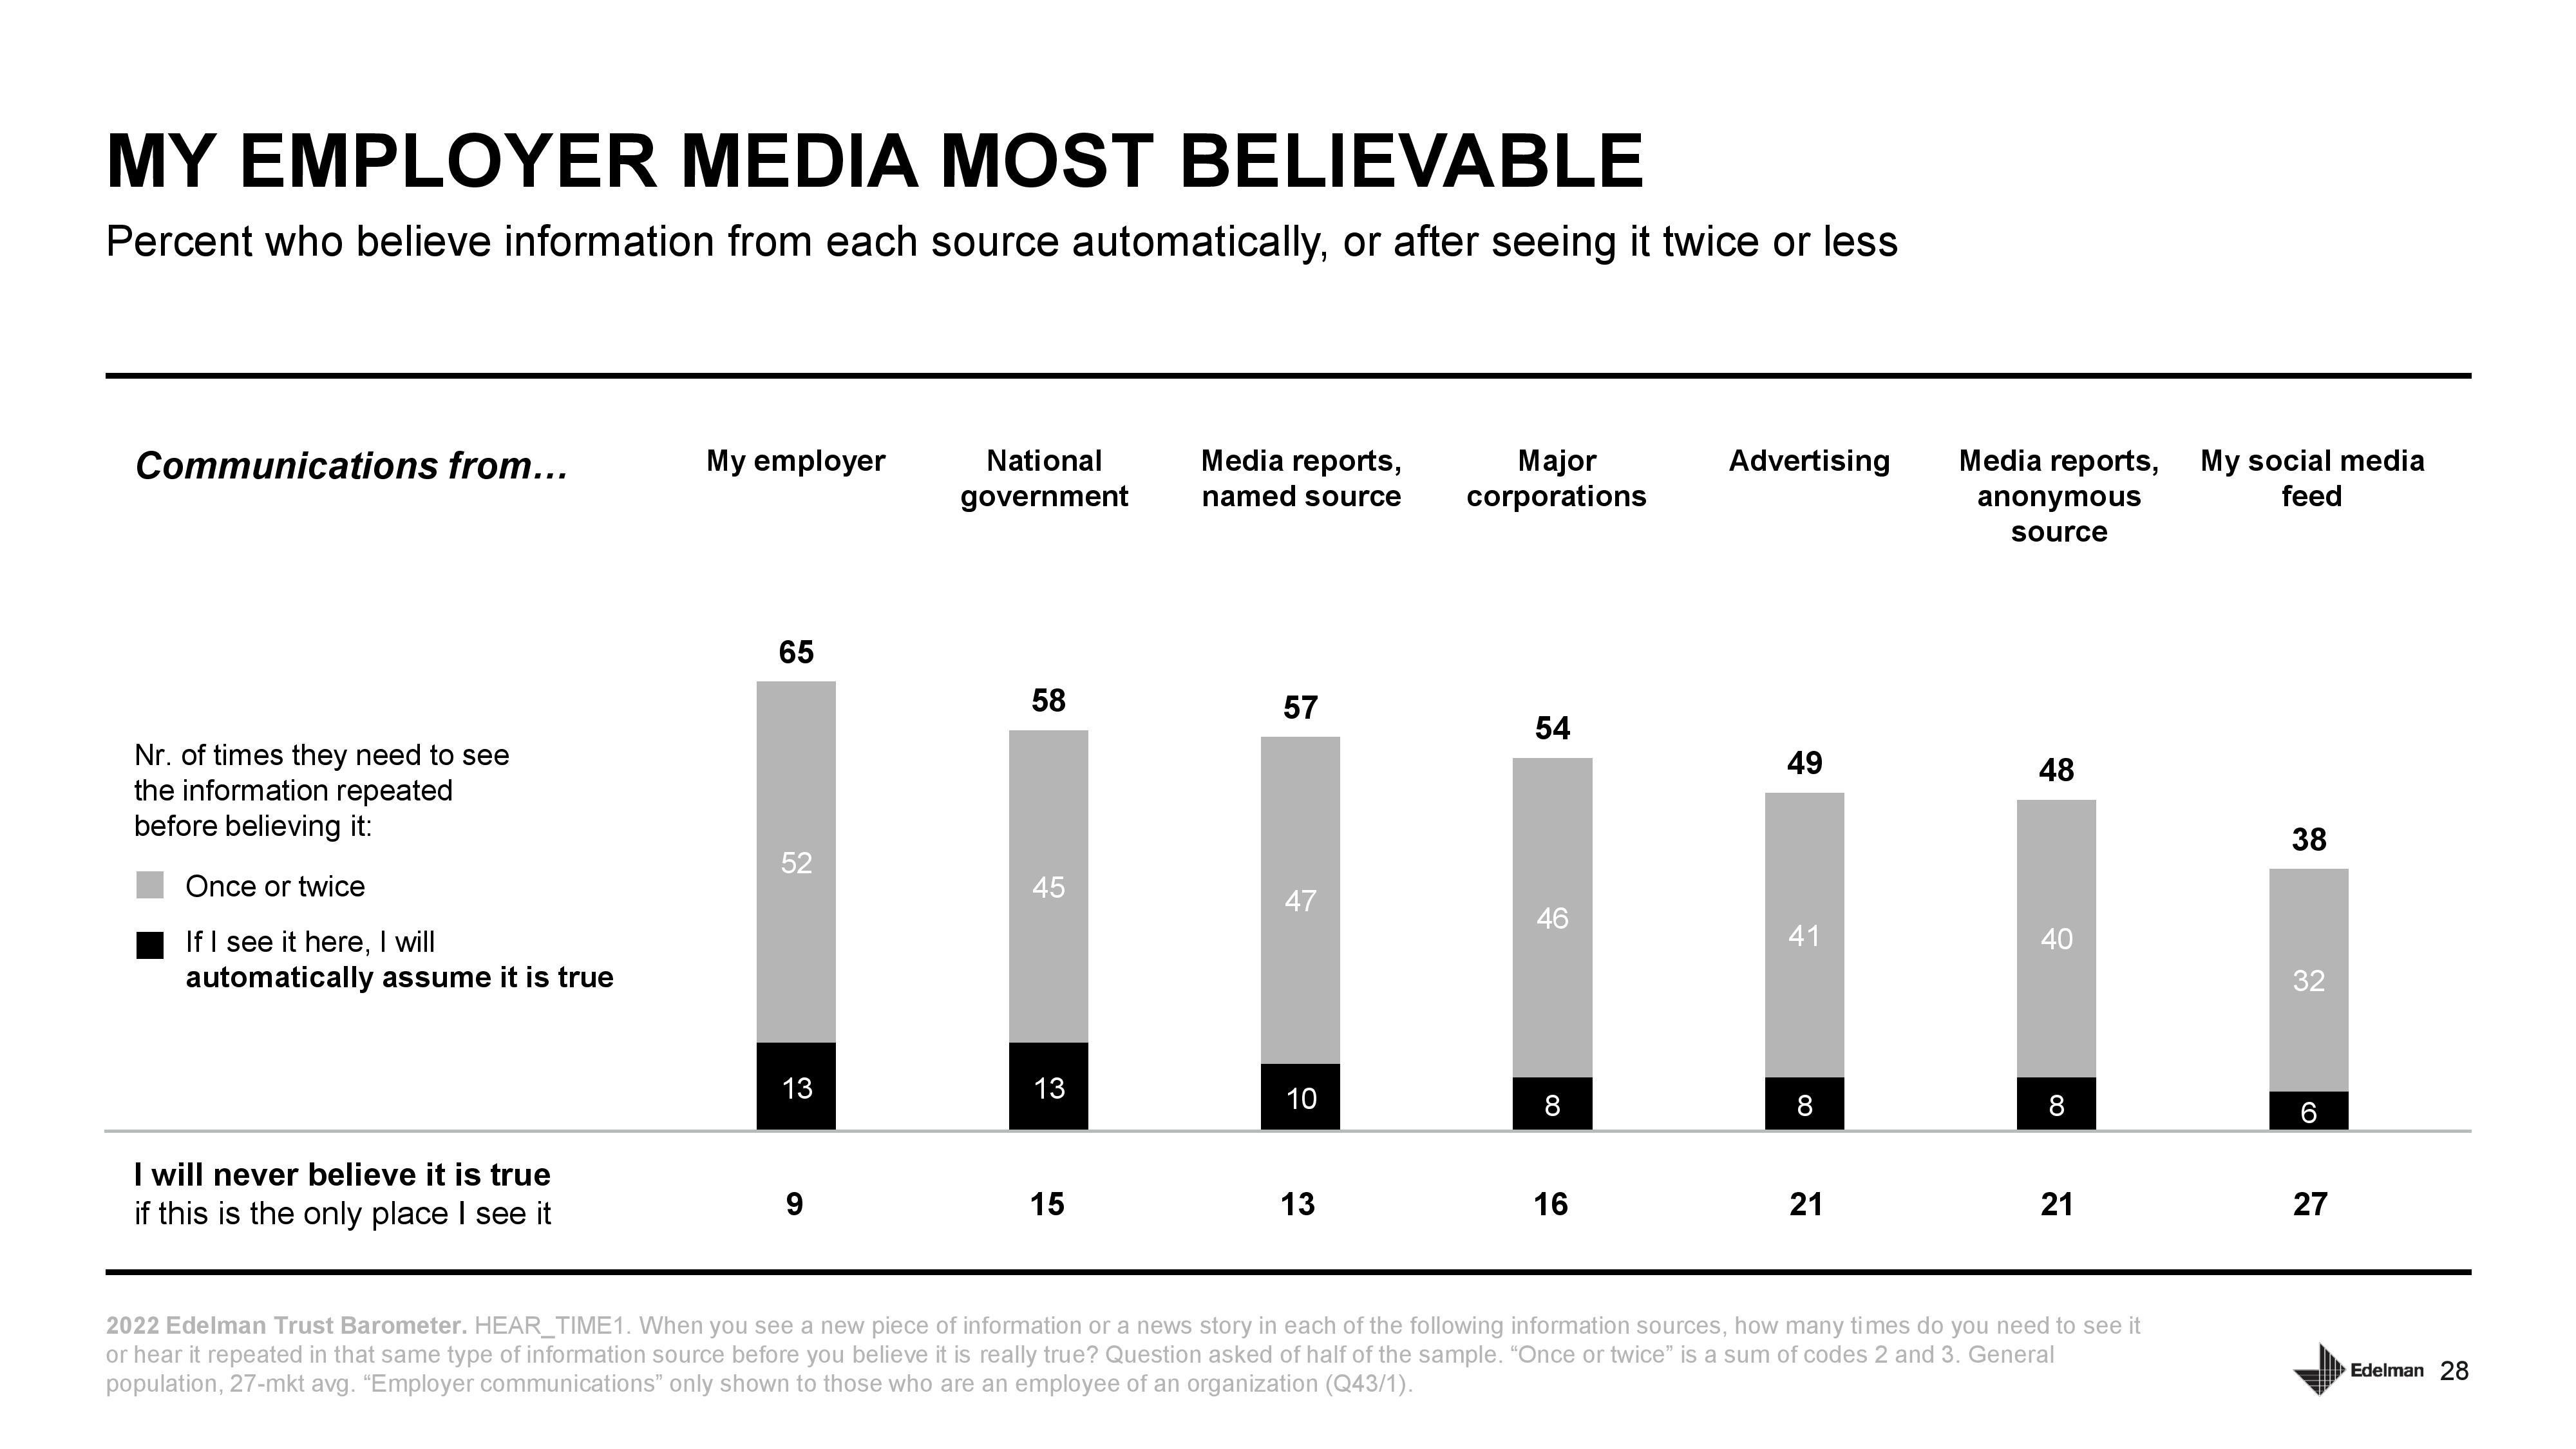 MY EMPLOYER MEDIA MOST BELIEVABLE
Percent who believe information from each source automatically, or after seeing it twice or less
Communications from…
My employer
National
government
Media reports,
named source
Major
corporations
Advertising
Media reports,
anonymous
source
My social media
feed
Nr. of times they need to see
the information repeated
before believing it:
Once or twice
If I see it here, I will
automatically assume it is true
65
58
57
54
49
48
38
52
45
47
46
41
40
32
13
13
10
8
8
8
6
I will never believe it is true
if this is the only place I see it
9
15
13
16
21
21
27
2022 Edelman Trust Barometer. HEAR_TIME1. When you see a new piece of information or a news story in each of the following information sources, how many times do you need to see it
or hear it repeated in that same type of information source before you believe it is really true? Question asked of half of the sample. “Once or twice” is a sum of codes 2 and 3. General
population, 27-mkt avg. “Employer communications” only shown to those who are an employee of an organization (Q43/1).
Edelman 28